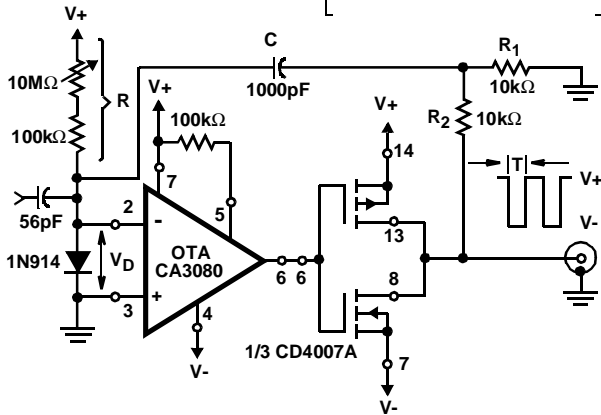 V+
10MΩ
R
100kΩ
56pF
1N914
V_D
C
1000pF
R1
10kΩ
R2
10kΩ
V+
100kΩ
7
2
-
5
OTA
CA3080
3
+
4
V-
6 6
V+
14
13
8
1/3 CD4007A
7
V-
T
V+
V-